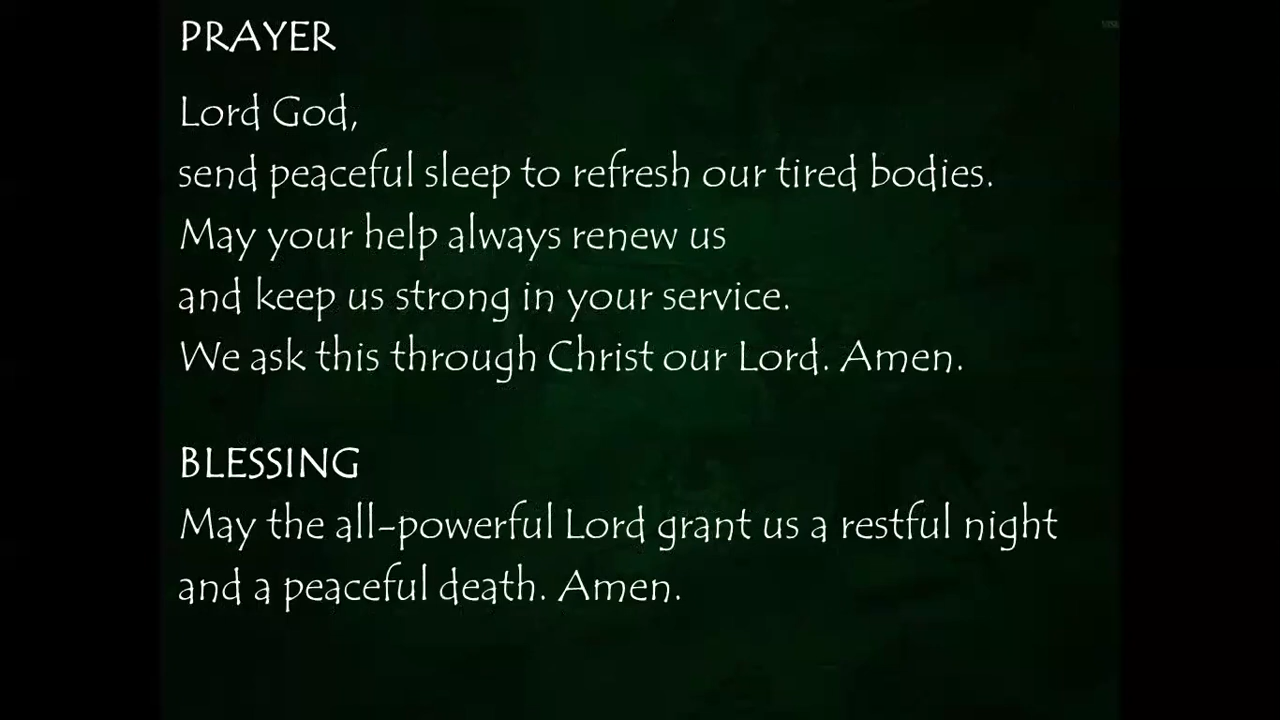 PRAYER
Lord God,
send peaceful sleep to refresh our tired bodies.
May your help always renew us
and keep us strong in your service.
We ask this through Christ our Lord. Amen.
BLESSING
May the all-powerful Lord grant us a restful night
and a peaceful death. Amen.